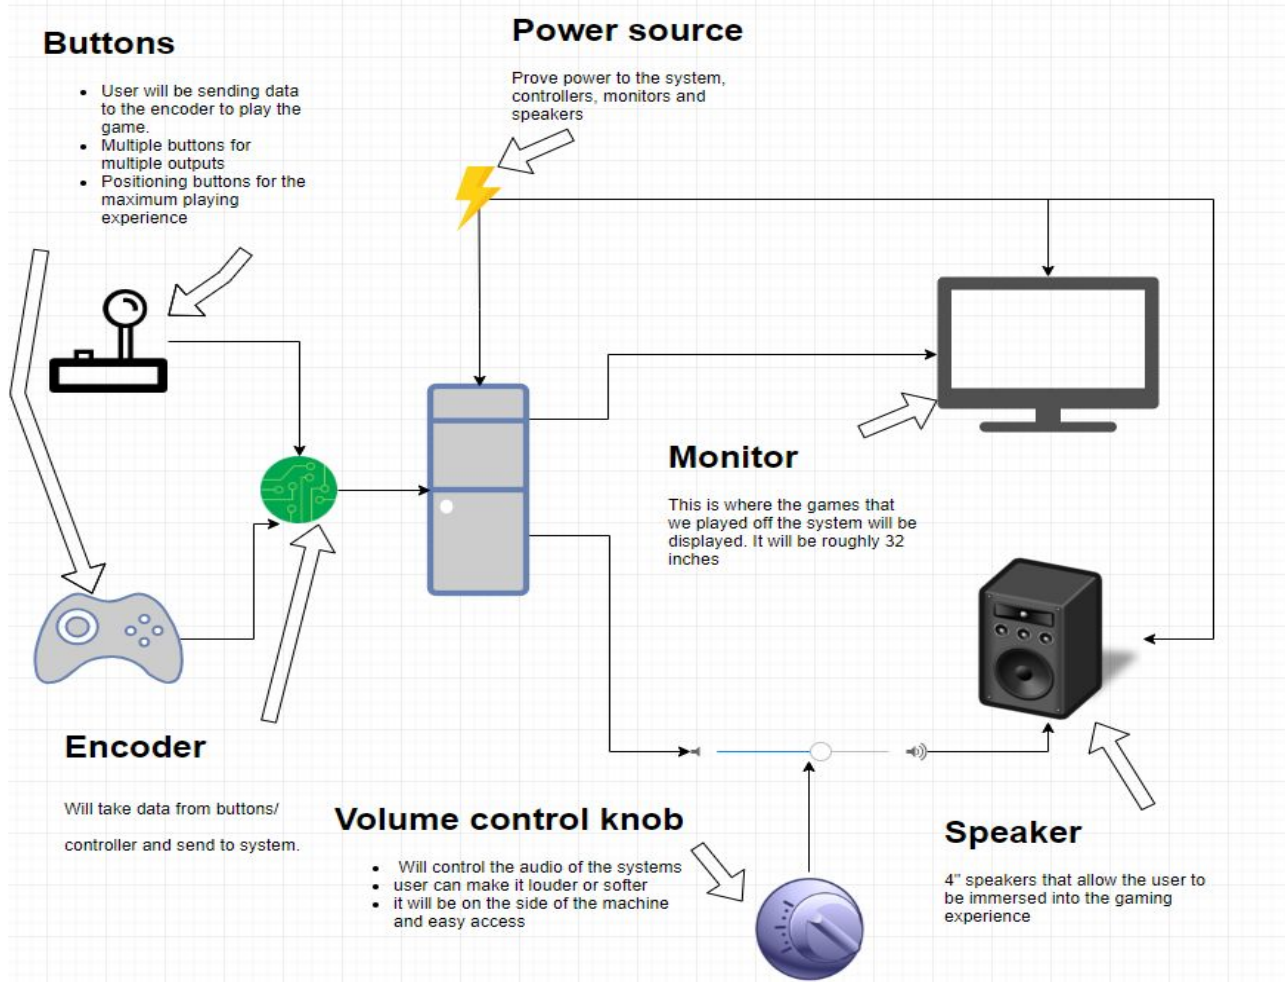 Buttons
• User will be sending data
to the encoder to play the
game.
• Multiple buttons for
multiple outputs
• Positioning buttons for the
maximum playing
experience
Power source
Prove power to the system,
controllers, monitors and
speakers
Monitor
This is where the games that
we played off the system will be
displayed. It will be roughly 32
inches
Encoder
Will take data from buttons/
controller and send to system.
Volume control knob
• Will control the audio of the systems
• user can make it louder or softer
• it will be on the side of the machine
and easy access
Speaker
4" speakers that allow the user to
be immersed into the gaming
experience